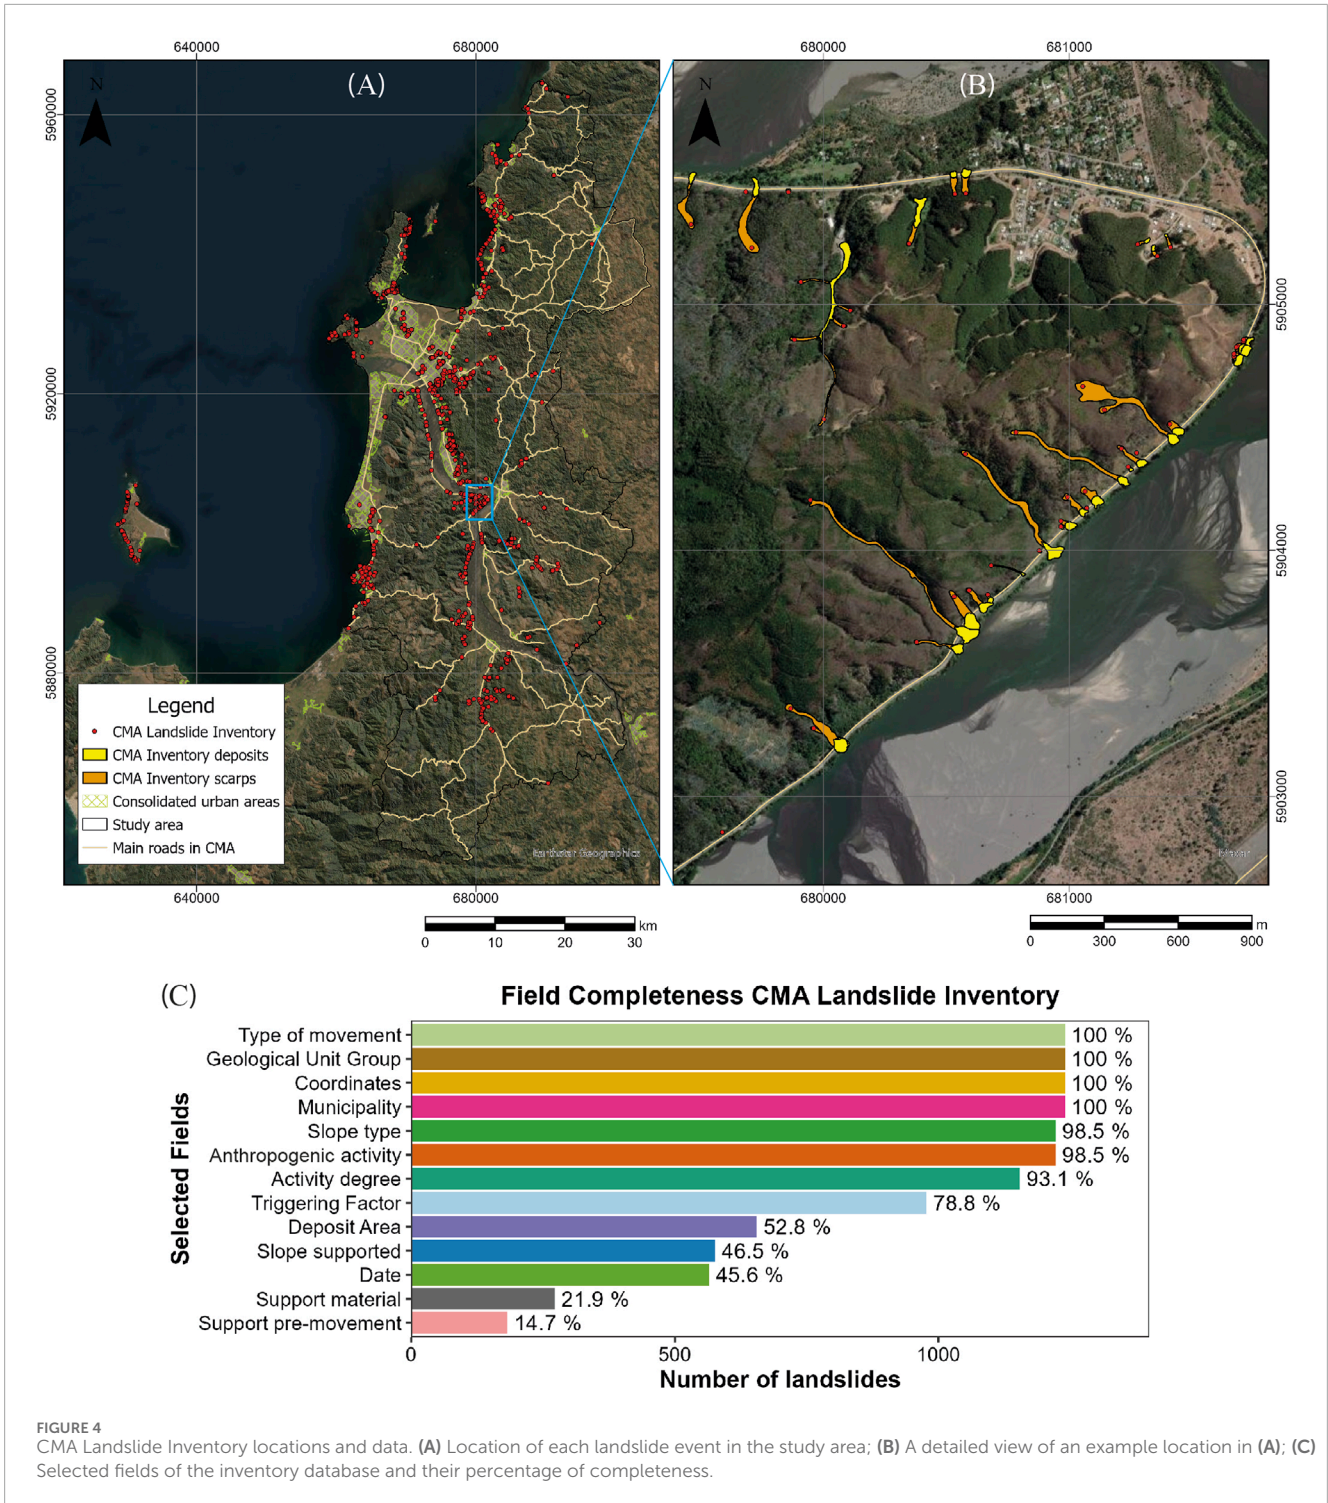 640000 680000 680000 681000
(A) (B)
N N
5960000
5920000
5880000
5905000
5904000
5903000
Legend
CMA Landslide Inventory
CMA Inventory deposits
CMA Inventory scarps
Consolidated urban areas
Study area
Main roads in CMA
Earthstar Geographics
Maxar
640000 680000 680000 681000
km
0 10 20 30
m
0 300 600 900
(C) Field Completeness CMA Landslide Inventory
Selected Fields
Type of movement 100 %
Geological Unit Group 100 %
Coordinates 100 %
Municipality 100 %
Slope type 98.5 %
Anthropogenic activity 98.5 %
Activity degree 93.1 %
Triggering Factor 78.8 %
Deposit Area 52.8 %
Slope supported 46.5 %
Date 45.6 %
Support material 21.9 %
Support pre-movement 14.7 %
0 500 1000
Number of landslides
FIGURE 4
CMA Landslide Inventory locations and data. (A) Location of each landslide event in the study area; (B) A detailed view of an example location in (A); (C)
Selected fields of the inventory database and their percentage of completeness.